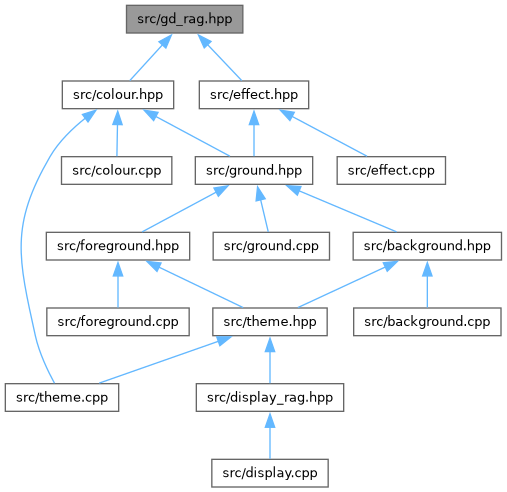 src/gd_rag.hpp
src/colour.hpp
src/effect.hpp
src/colour.cpp
src/ground.hpp
src/effect.cpp
src/foreground.hpp
src/ground.cpp
src/background.hpp
src/foreground.cpp
src/theme.hpp
src/background.cpp
src/theme.cpp
src/display_rag.hpp
src/display.cpp